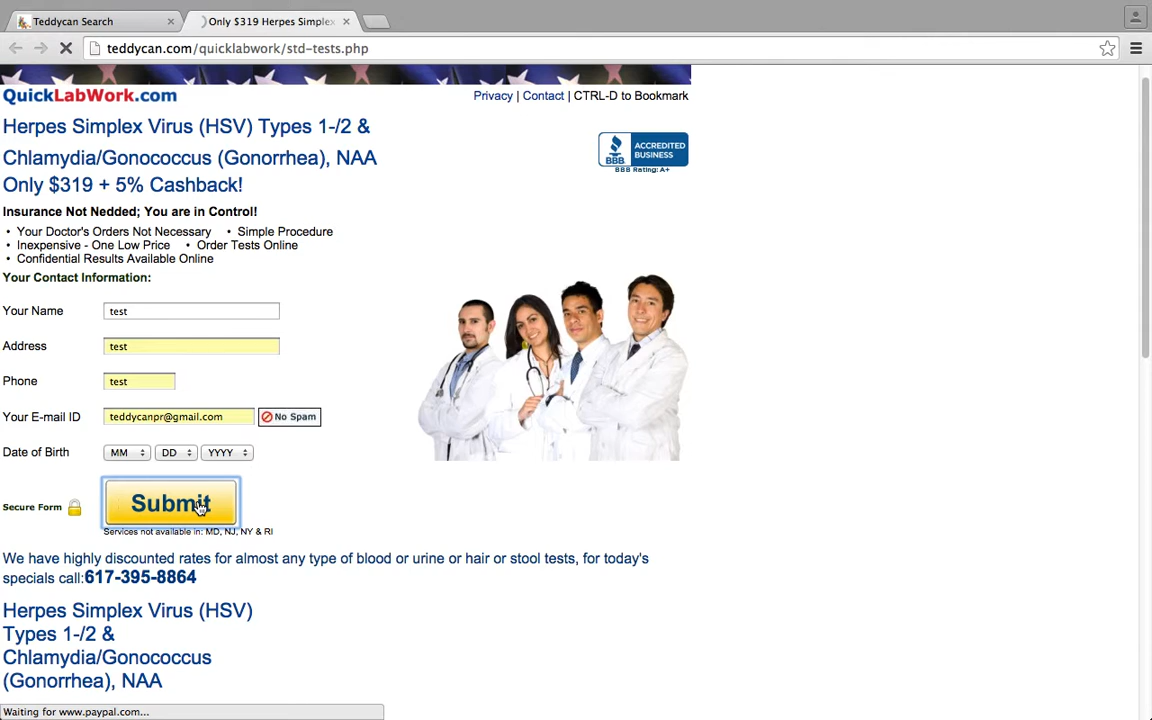 Teddycan Search
Only $319 Herpes Simplex
teddycan.com/quicklabwork/std-tests.php
QuickLabWork.com
Privacy | Contact | CTRL-D to Bookmark
Herpes Simplex Virus (HSV) Types 1-/2 &
Chlamydia/Gonococcus (Gonorrhea), NAA
Only $319 + 5% Cashback!
BBB
ACCREDITED
BUSINESS
BBB Rating: A+
Insurance Not Nedded; You are in Control!
• Your Doctor's Orders Not Necessary • Simple Procedure
• Inexpensive - One Low Price • Order Tests Online
• Confidential Results Available Online
Your Contact Information:
Your Name test
Address test
Phone test
Your E-mail ID teddycanpr@gmail.com No Spam
Date of Birth MM DD YYYY
Secure Form Submit
Services not available in: MD, NJ, NY & RI
We have highly discounted rates for almost any type of blood or urine or hair or stool tests, for today's
specials call:617-395-8864
Herpes Simplex Virus (HSV)
Types 1-/2 &
Chlamydia/Gonococcus
(Gonorrhea), NAA
Waiting for www.paypal.com...